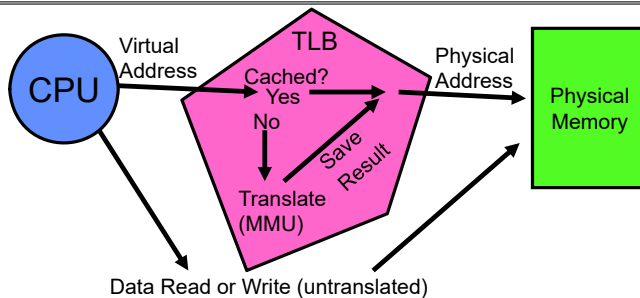 TLB
CPU
Virtual
Address
Cached?
Yes
No
Save
Result
Translate
(MMU)
Physical
Address
Physical
Memory
Data Read or Write (untranslated)